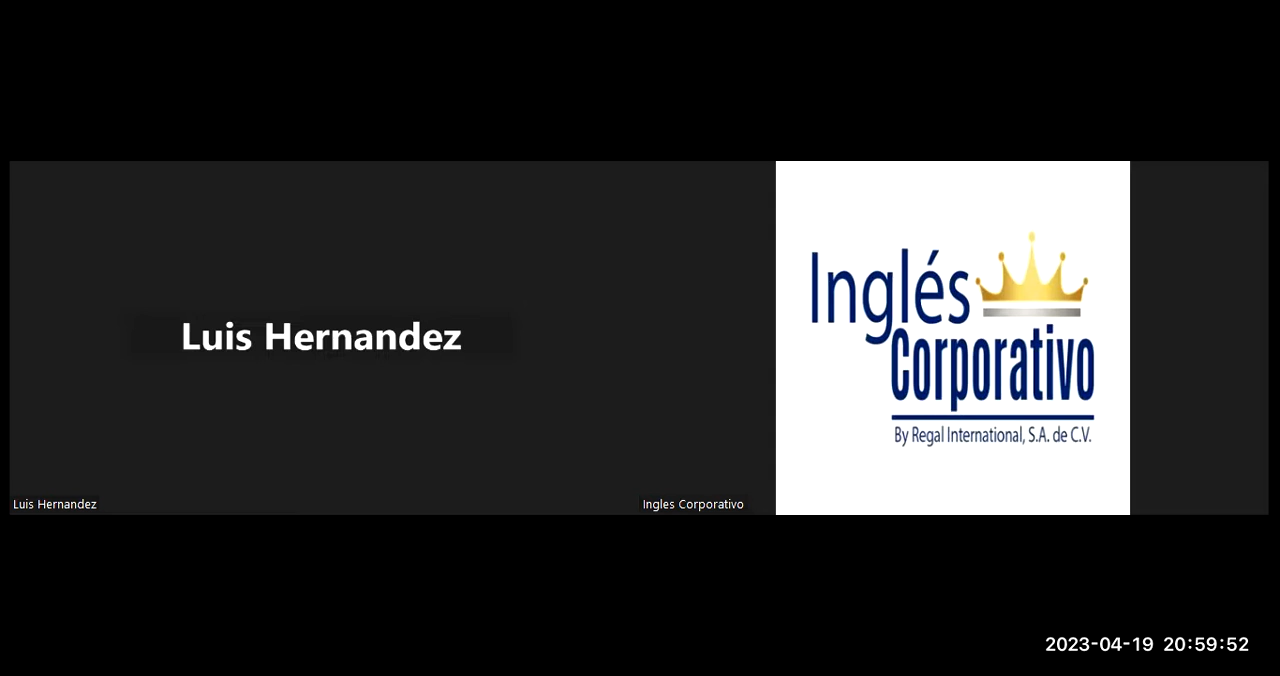 Luis Hernandez
Luis Hernandez
Ingles Corporativo
Inglés
Corporativo
By Regal International, S.A. de C.V.
2023-04-19 20:59:52